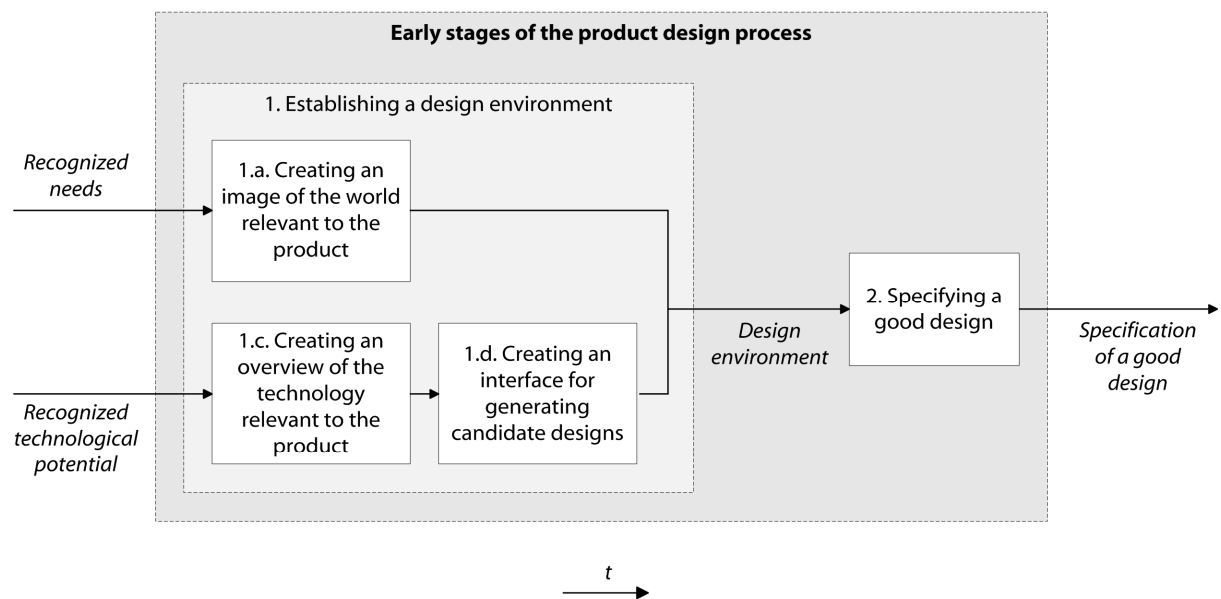 Early stages of the product design process
1. Establishing a design environment
Recognized
needs
1.a. Creating an
image of the world
relevant to the
product
1.c. Creating an
overview of the
technology
relevant to the
product
1.d. Creating an
interface for
generating
candidate designs
Recognized
technological
potential
Design
environment
2. Specifying a
good design
Specification
of a good
design
t